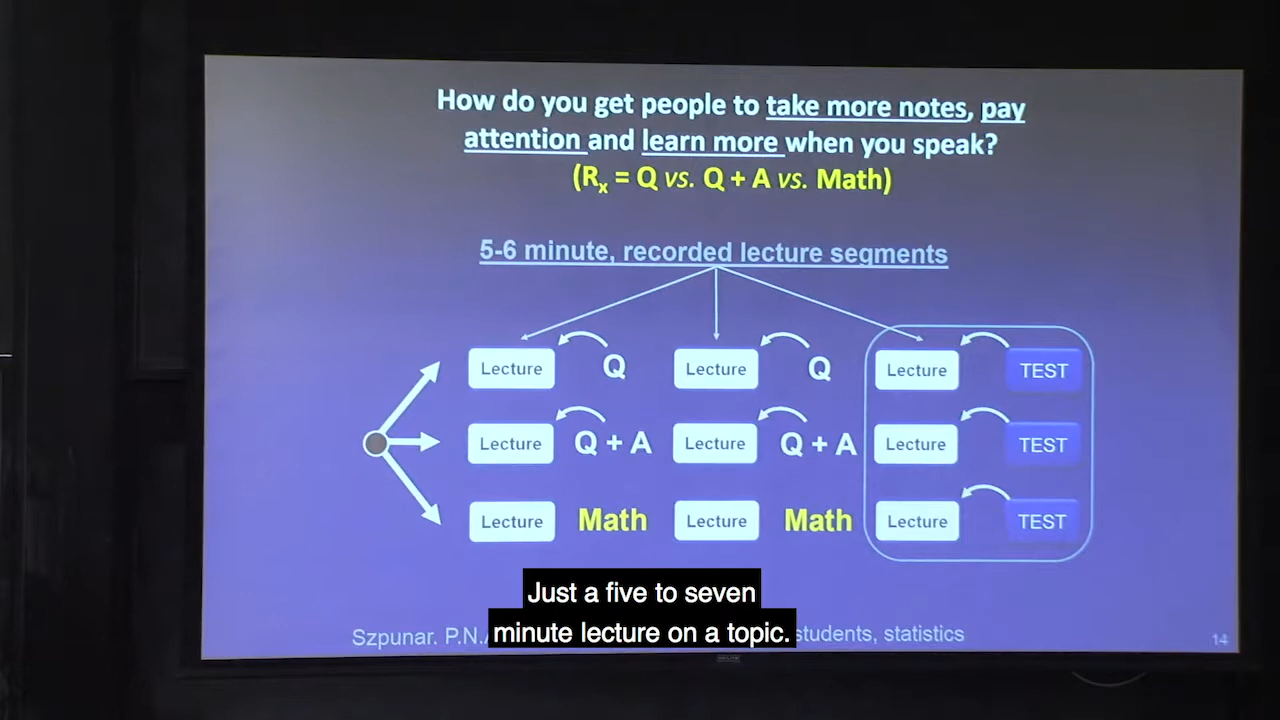 How do you get people to take more notes, pay
attention and learn more when you speak?
(Rx = Q vs. Q + A vs. Math)
5-6 minute, recorded lecture segments
Lecture Q Lecture Q Lecture TEST
Lecture Q + A Lecture Q + A Lecture TEST
Lecture Math Lecture Math Lecture TEST
Just a five to seven
minute lecture on a topic.
Szpunar. P.N. students, statistics
14